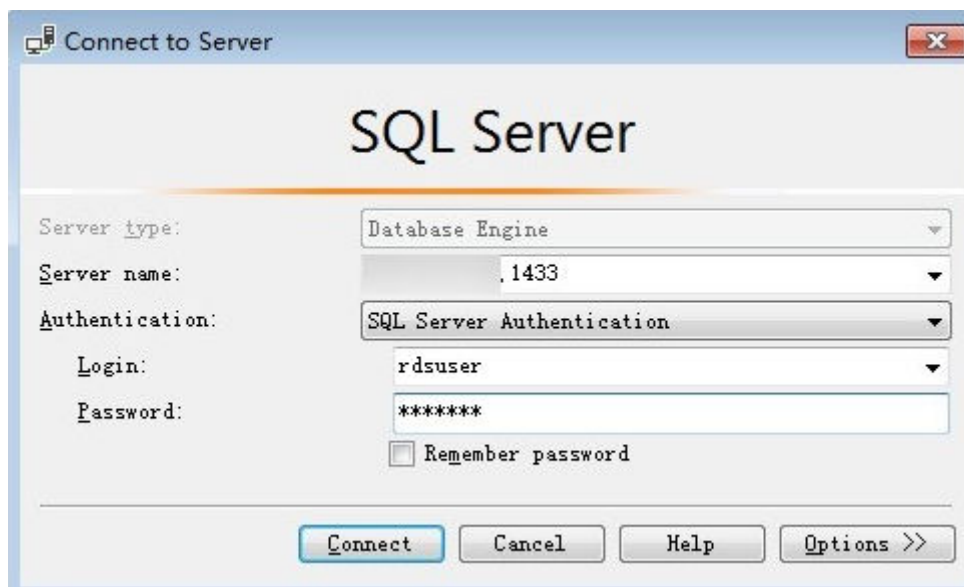 Connect to Server
SQL Server
Server type:
Database Engine
Server name:
,1433
Authentication:
SQL Server Authentication
Login:
rdsuser
Password:
*******
Remember password
Connect
Cancel
Help
Options >>